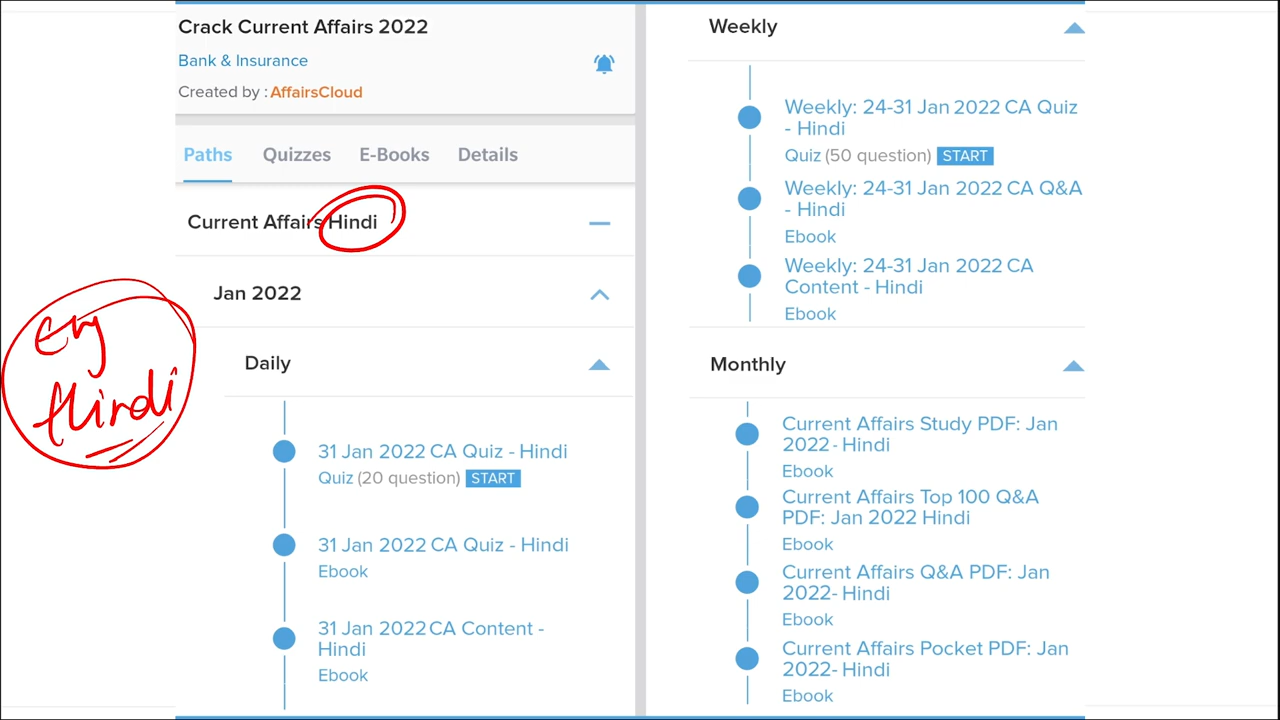 Crack Current Affairs 2022
Bank & Insurance
Created by : AffairsCloud
Paths Quizzes E-Books Details
Current Affairs Hindi
Jan 2022
Daily
31 Jan 2022 CA Quiz - Hindi
Quiz (20 question) START
31 Jan 2022 CA Quiz - Hindi
Ebook
31 Jan 2022 CA Content -
Hindi
Ebook
Eng
Hindi
Weekly
Weekly: 24-31 Jan 2022 CA Quiz
- Hindi
Quiz (50 question) START
Weekly: 24-31 Jan 2022 CA Q&A
- Hindi
Ebook
Weekly: 24-31 Jan 2022 CA
Content - Hindi
Ebook
Monthly
Current Affairs Study PDF: Jan
2022- Hindi
Ebook
Current Affairs Top 100 Q&A
PDF: Jan 2022 Hindi
Ebook
Current Affairs Q&A PDF: Jan
2022- Hindi
Ebook
Current Affairs Pocket PDF: Jan
2022- Hindi
Ebook